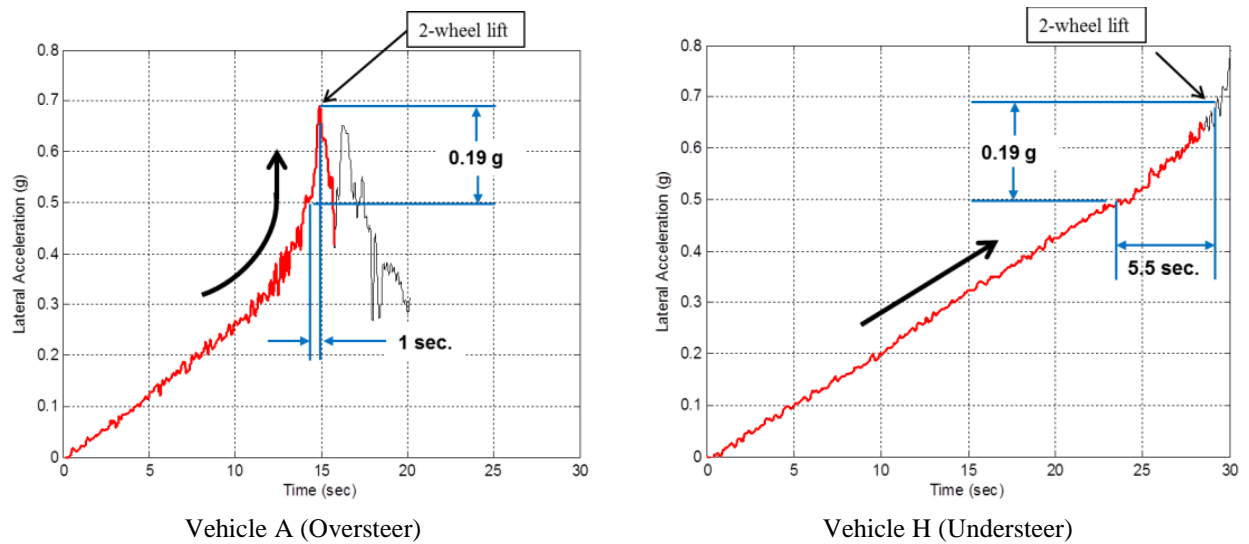 2-wheel lift
0.8
0.7
0.6
0.5
0.4
0.3
0.2
0.1
0
Lateral Acceleration (g)
0.19 g
1 sec.
0 5 10 15 20 25 30
Time (sec)
Vehicle A (Oversteer)
2-wheel lift
0.8
0.7
0.6
0.5
0.4
0.3
0.2
0.1
0
Lateral Acceleration (g)
0.19 g
5.5 sec.
0 5 10 15 20 25 30
Time (sec)
Vehicle H (Understeer)